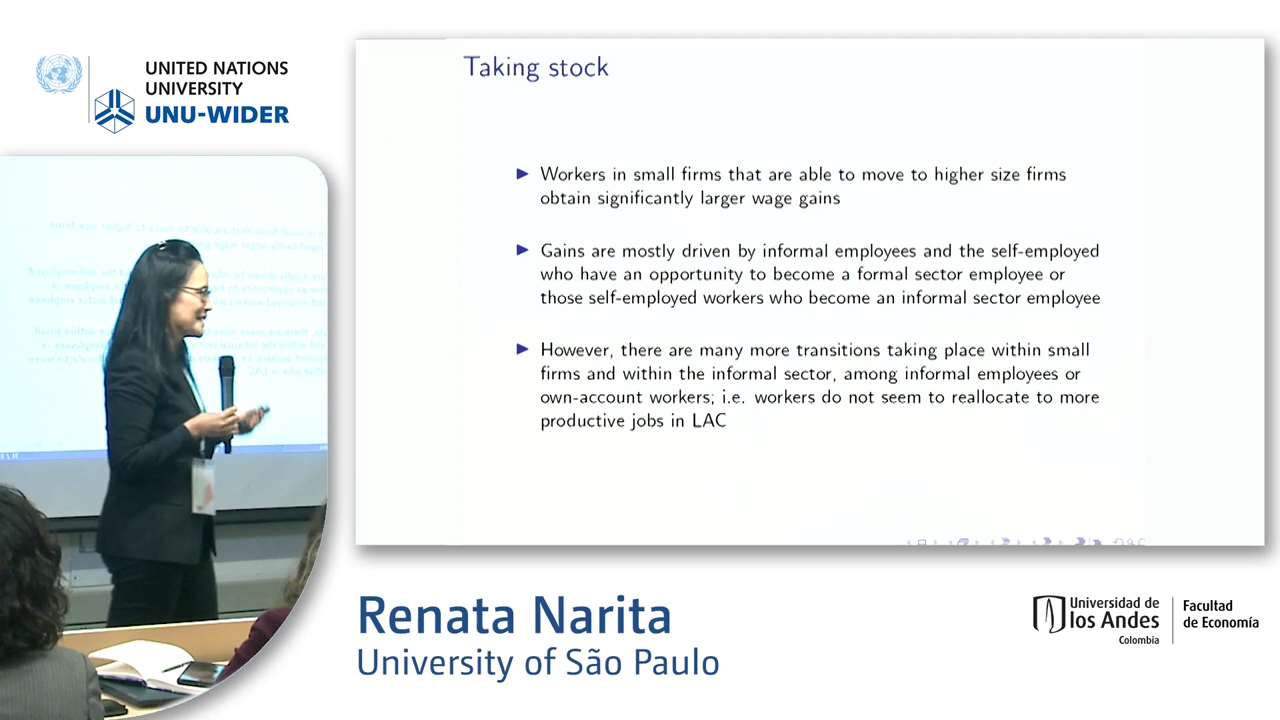 UNITED NATIONS
UNIVERSITY
UNU-WIDER
Taking stock
Workers in small firms that are able to move to higher size firms
obtain significantly larger wage gains
Gains are mostly driven by informal employees and the self-employed
who have an opportunity to become a formal sector employee or
those self-employed workers who become an informal sector employee
However, there are many more transitions taking place within small
firms and within the informal sector, among informal employees or
own-account workers; i.e. workers do not seem to reallocate to more
productive jobs in LAC
Renata Narita
University of São Paulo
Universidad de
los Andes
Colombia
Facultad
de Economía